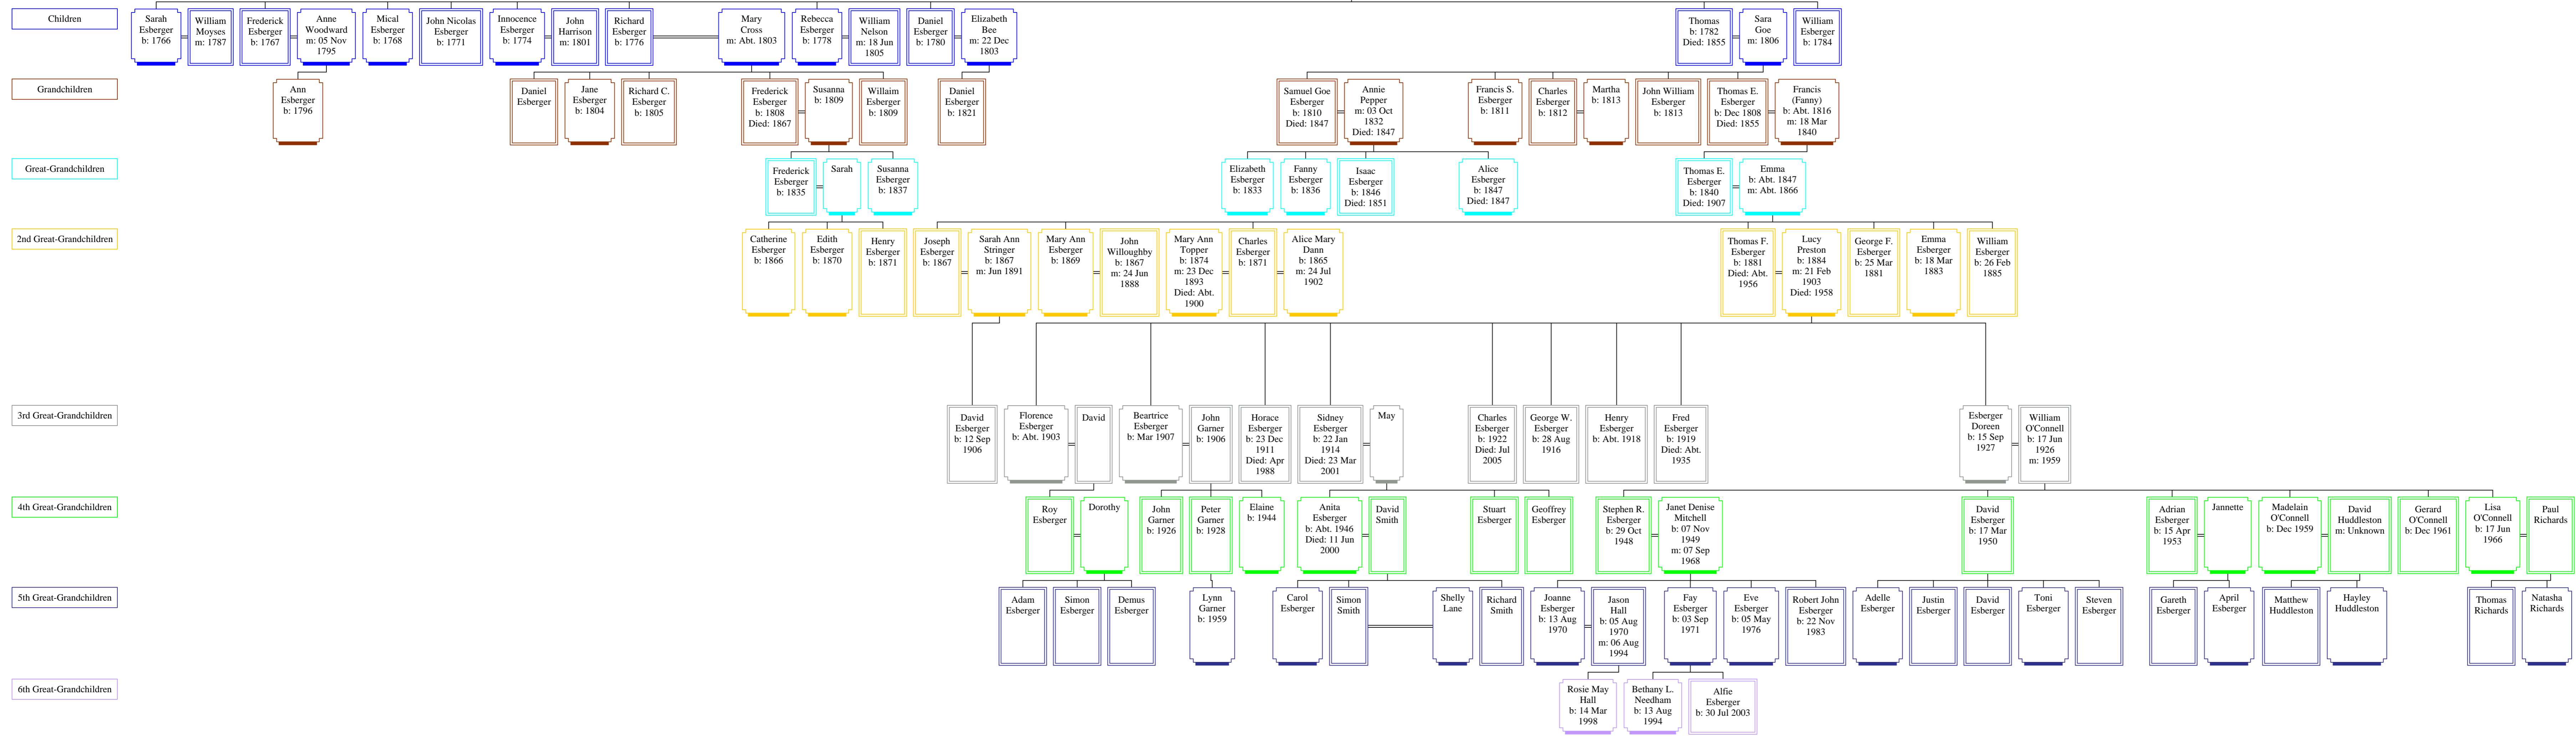 Children
Sarah
Esberger
b: 1766
William
Moyses
m: 1787
Frederick
Esberger
b: 1767
Anne
Woodward
m: 05 Nov
1795
Mical
Esberger
b: 1768
John Nicolas
Esberger
b: 1771
Innocence
Esberger
b: 1774
John
Harrison
m: 1801
Richard
Esberger
b: 1776
Mary
Cross
m: Abt. 1803
Rebecca
Esberger
b: 1778
William
Nelson
m: 18 Jun
1805
Daniel
Esberger
b: 1780
Elizabeth
Bee
m: 22 Dec
1803
Thomas
b: 1782
Died: 1855
Sara
Goe
m: 1806
William
Esberger
b: 1784
Grandchildren
Ann
Esberger
b: 1796
Daniel
Esberger
Jane
Esberger
b: 1804
Richard C.
Esberger
b: 1805
Frederick
Esberger
b: 1808
Died: 1867
Susanna
b: 1809
Willaim
Esberger
b: 1809
Daniel
Esberger
b: 1821
Samuel Goe
Esberger
b: 1810
Died: 1847
Annie
Pepper
m: 03 Oct
1832
Died: 1847
Francis S.
Esberger
b: 1811
Charles
Esberger
b: 1812
Martha
b: 1813
John William
Esberger
b: 1813
Thomas E.
Esberger
b: Dec 1808
Died: 1855
Francis
(Fanny)
b: Abt. 1816
m: 18 Mar
1840
Great-Grandchildren
Frederick
Esberger
b: 1835
Sarah
Susanna
Esberger
b: 1837
Elizabeth
Esberger
b: 1833
Fanny
Esberger
b: 1836
Isaac
Esberger
b: 1846
Died: 1851
Alice
Esberger
b: 1847
Died: 1847
Thomas E.
Esberger
b: 1840
Died: 1907
Emma
b: Abt. 1847
m: Abt. 1866
2nd Great-Grandchildren
Catherine
Esberger
b: 1866
Edith
Esberger
b: 1870
Henry
Esberger
b: 1871
Joseph
Esberger
b: 1867
Sarah Ann
Stringer
b: 1867
m: Jun 1891
Mary Ann
Esberger
b: 1869
John
Willoughby
b: 1867
m: 24 Jun
1888
Mary Ann
Topper
b: 1874
m: 23 Dec
1893
Died: Abt.
1900
Charles
Esberger
b: 1871
Alice Mary
Dann
b: 1865
m: 24 Jul
1902
Thomas F.
Esberger
b: 1881
Died: Abt.
1956
Lucy
Preston
b: 1884
m: 21 Feb
1903
Died: 1958
George F.
Esberger
b: 25 Mar
1881
Emma
Esberger
b: 18 Mar
1883
William
Esberger
b: 26 Feb
1885
3rd Great-Grandchildren
David
Esberger
b: 12 Sep
1906
Florence
Esberger
b: Abt. 1903
David
Beartrice
Esberger
b: Mar 1907
John
Garner
b: 1906
Horace
Esberger
b: 23 Dec
1911
Died: Apr
1988
Sidney
Esberger
b: 22 Jan
1914
Died: 23 Mar
2001
May
Charles
Esberger
b: 1922
Died: Jul
2005
George W.
Esberger
b: 28 Aug
1916
Henry
Esberger
b: Abt. 1918
Fred
Esberger
b: 1919
Died: Abt.
1935
Esberger
Doreen
b: 15 Sep
1927
William
O'Connell
b: 17 Jun
1926
m: 1959
4th Great-Grandchildren
Roy
Esberger
Dorothy
John
Garner
b: 1926
Peter
Garner
b: 1928
Elaine
b: 1944
Anita
Esberger
b: Abt. 1946
Died: 11 Jun
2000
David
Smith
Stuart
Esberger
Geoffrey
Esberger
Stephen R.
Esberger
b: 29 Oct
1948
Janet Denise
Mitchell
b: 07 Nov
1949
m: 07 Sep
1968
David
Esberger
b: 17 Mar
1950
Adrian
Esberger
b: 15 Apr
1953
Jannette
Madelain
O'Connell
b: Dec 1959
David
Huddleston
m: Unknown
Gerard
O'Connell
b: Dec 1961
Lisa
O'Connell
b: 17 Jun
1966
Paul
Richards
5th Great-Grandchildren
Adam
Esberger
Simon
Esberger
Demus
Esberger
Lynn
Garner
b: 1959
Carol
Esberger
Simon
Smith
Shelly
Lane
Richard
Smith
Joanne
Esberger
b: 13 Aug
1970
Jason
Hall
b: 05 Aug
1970
m: 06 Aug
1994
Fay
Esberger
b: 03 Sep
1971
Eve
Esberger
b: 05 May
1976
Robert John
Esberger
b: 22 Nov
1983
Adelle
Esberger
Justin
Esberger
David
Esberger
Toni
Esberger
Steven
Esberger
Gareth
Esberger
April
Esberger
Matthew
Huddleston
Hayley
Huddleston
Thomas
Richards
Natasha
Richards
6th Great-Grandchildren
Rosie May
Hall
b: 14 Mar
1998
Bethany L.
Needham
b: 13 Aug
1994
Alfie
Esberger
b: 30 Jul 2003